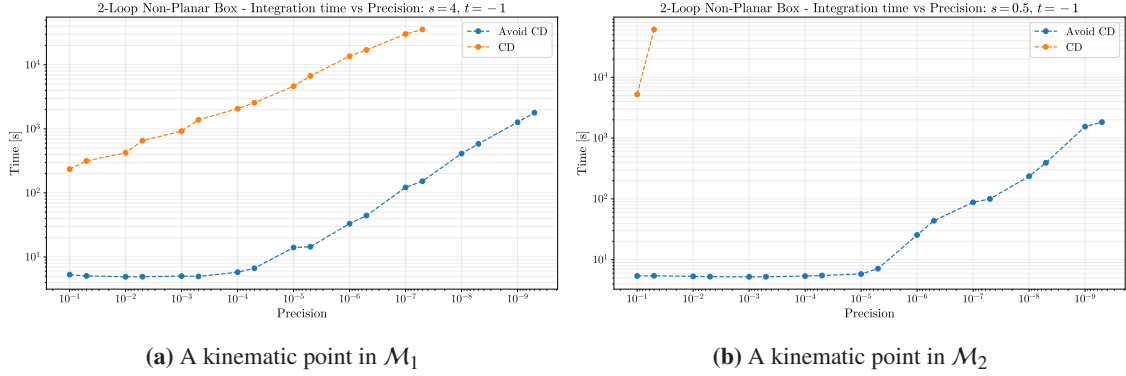 2-Loop Non-Planar Box - Integration time vs Precision: s = 4, t = −1
Avoid CD
CD
10⁴
10³
10²
10¹
Time [s]
10⁻¹ 10⁻² 10⁻³ 10⁻⁴ 10⁻⁵ 10⁻⁶ 10⁻⁷ 10⁻⁸ 10⁻⁹
Precision
(a) A kinematic point in ℳ₁
2-Loop Non-Planar Box - Integration time vs Precision: s = 0.5, t = −1
Avoid CD
CD
10⁴
10³
10²
10¹
Time [s]
10⁻¹ 10⁻² 10⁻³ 10⁻⁴ 10⁻⁵ 10⁻⁶ 10⁻⁷ 10⁻⁸ 10⁻⁹
Precision
(b) A kinematic point in ℳ₂